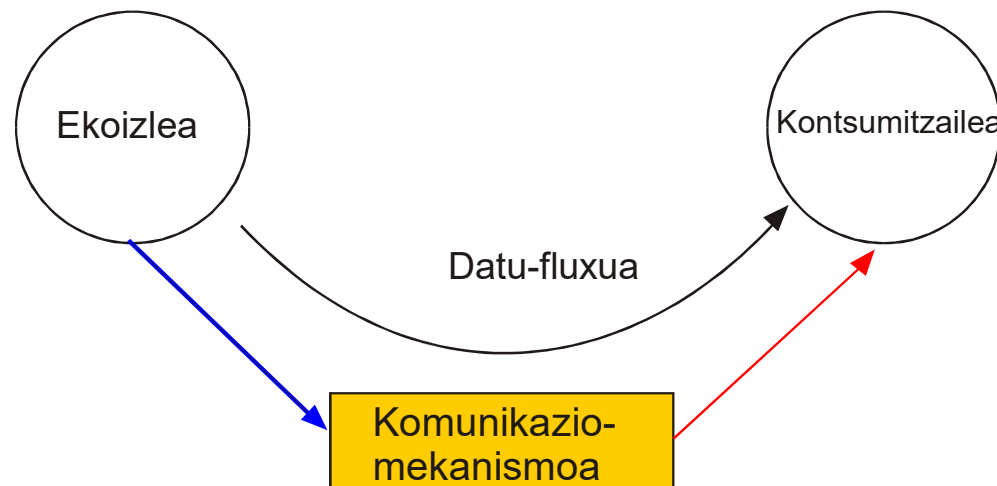 Ekoizlea
Kontsumitzailea
Datu-fluxua
Komunikazio-
mekanismoa